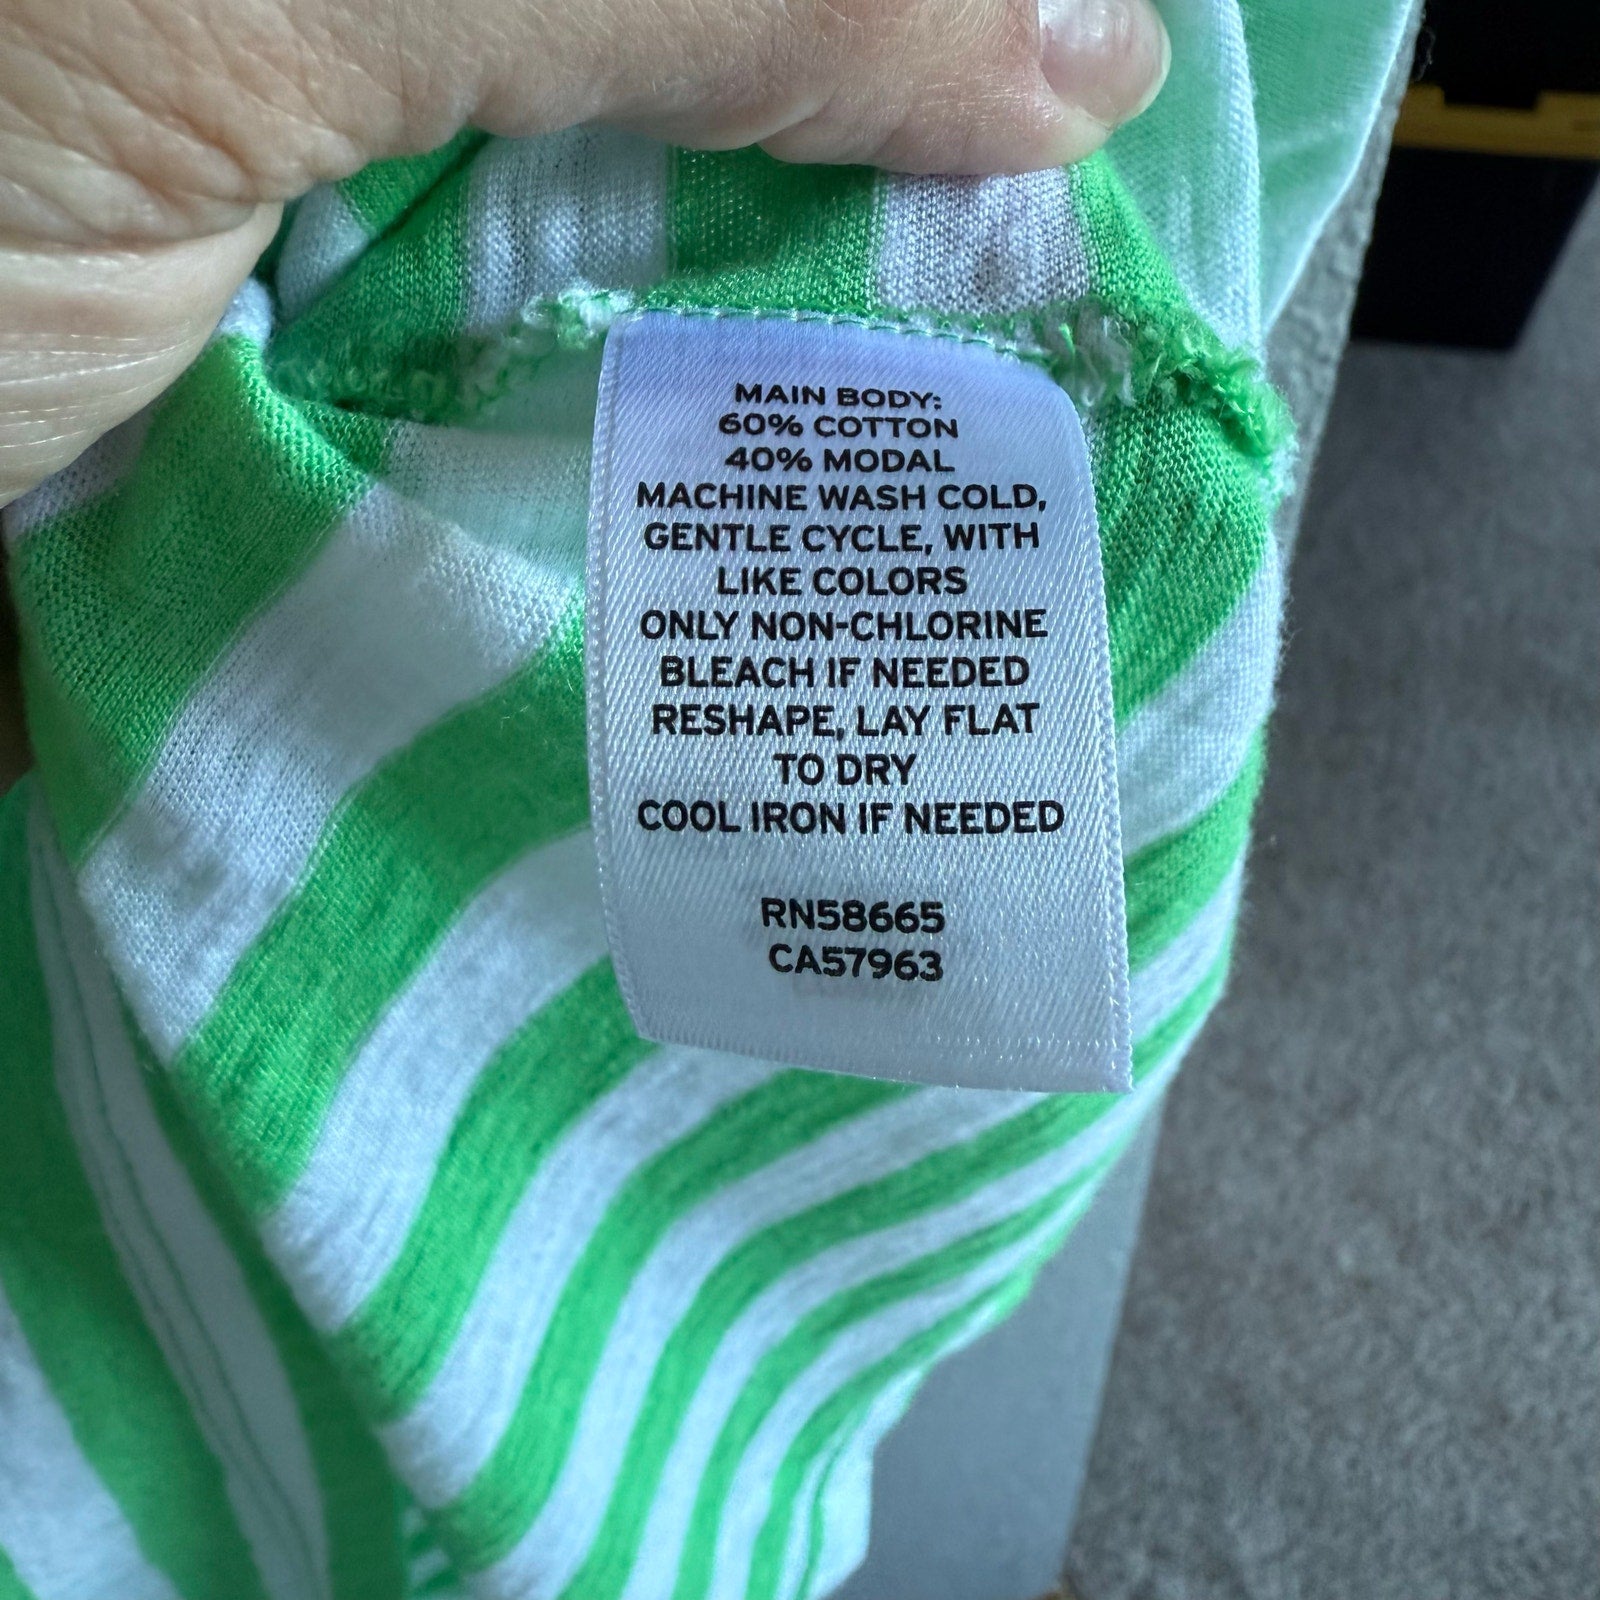 MAIN BODY:
60% COTTON
40% MODAL
MACHINE WASH COLD,
GENTLE CYCLE, WITH
LIKE COLORS
ONLY NON-CHLORINE
BLEACH IF NEEDED
RESHAPE, LAY FLAT
TO DRY
COOL IRON IF NEEDED
RN58665
CA57963